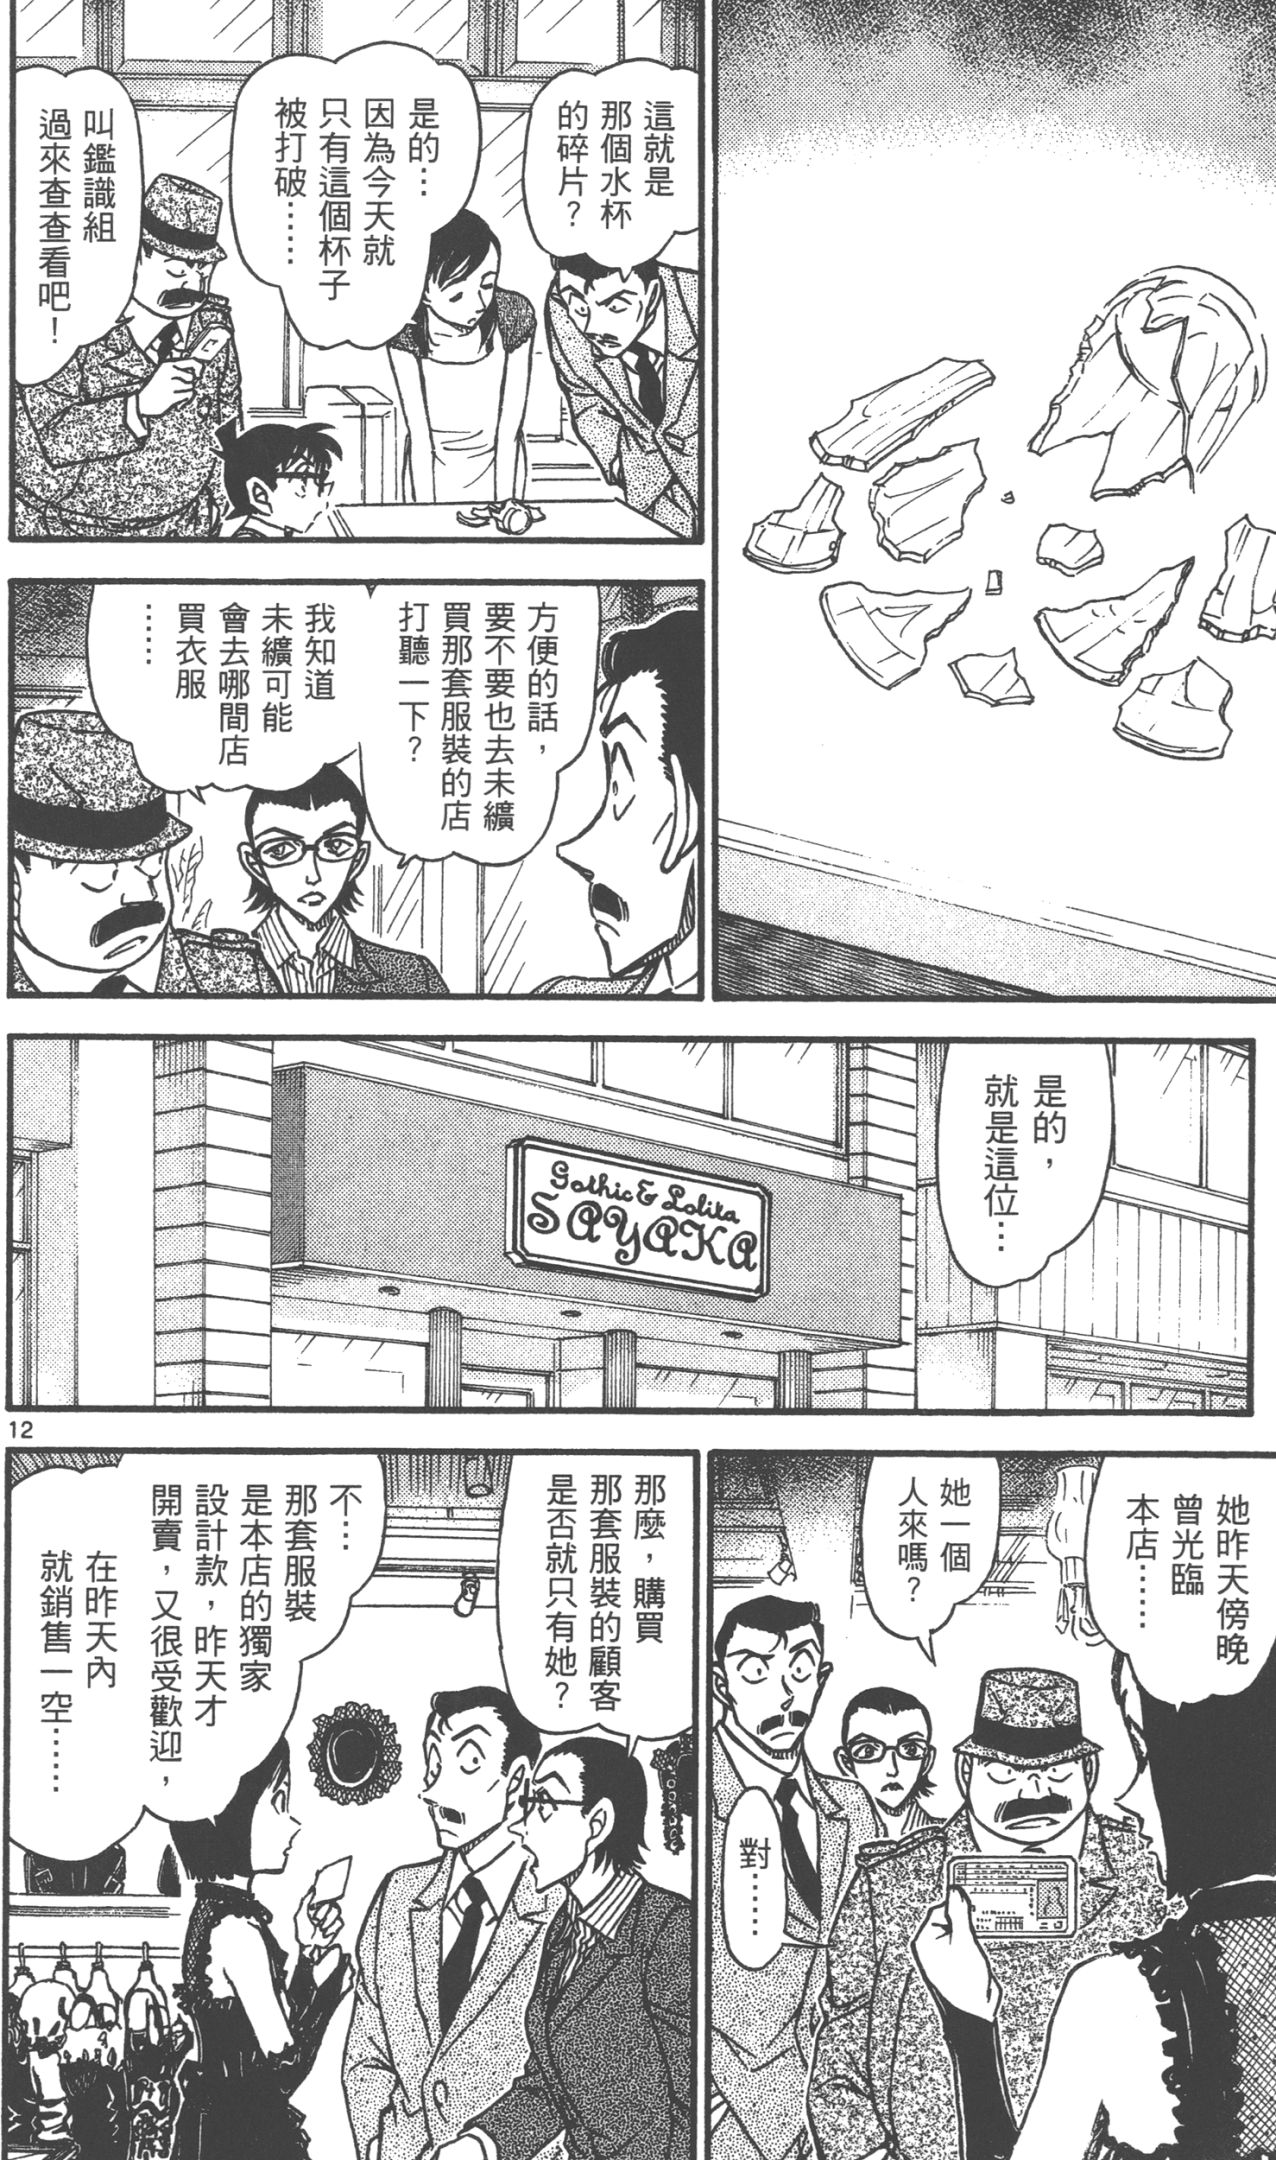 這就是
那個水杯
的碎片？
是的…
因為今天就
只有這個杯子
被打破……
叫鑑識組
過來查查看吧！
方便的話，
要不要也去未纊
買那套服裝的店
打聽一下？
我知道
未纊可能
會去哪間店
買衣服
……
是的，
就是這位…
Gothic & Lolita
SAYAKA
12
她昨天傍晚
曾光臨
本店……
她一個
人來嗎？
對……
那麼，購買
那套服裝的顧客
是否就只有她？
不…
那套服裝
是本店的獨家
設計款，昨天才
開賣，又很受歡迎，
在昨天內
就銷售一空……